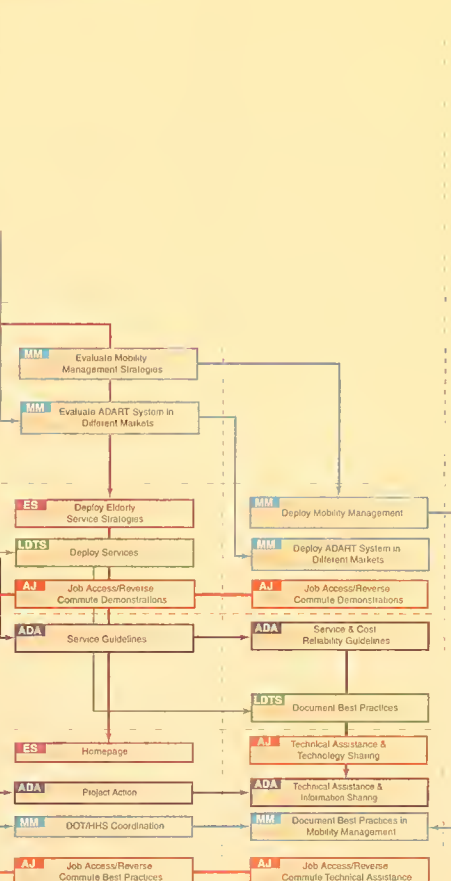 MM
Evaluate Mobility
Management Strategies
MM
Evaluate ADART System in
Different Markets
ES
Deploy Elderly
Service Strategies
MM
Deploy Mobility Management
LDTS
Deploy Services
MM
Deploy ADART System in
Different Markets
AJ
Job Access/Reverse
Commute Demonstrations
AJ
Job Access/Reverse
Commute Demonstrations
ADA
Service Guidelines
ADA
Service & Cost
Reliability Guidelines
LDTS
Document Best Practices
ES
Homepage
AJ
Technical Assistance &
Technology Sharing
ADA
Project Action
ADA
Technical Assistance &
Information Sharing
MM
DOT/HHS Coordination
MM
Document Best Practices in
Mobility Management
AJ
Job Access/Reverse
Commute Best Practices
AJ
Job Access/Reverse
Commute Technical Assistance